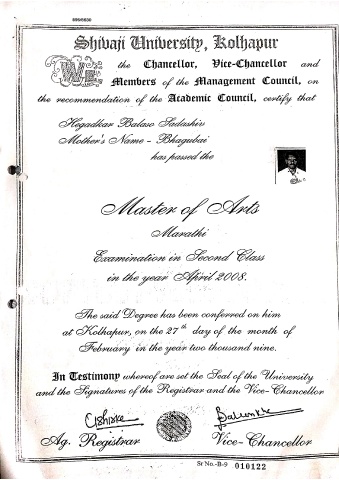 Shivaji University, Kolhapur
We the Chancellor, Vice-Chancellor and
Members of the Management Council, on
the recommendation of the Academic Council, certify that
Hegadkar Balaso Sadashiv
Mother's Name - Bhagubai
has passed the
Master of Arts
Marathi
Examination in Second Class
in the year April 2008.
The said Degree has been conferred on him
at Kolhapur, on the 27th day of the month of
February in the year two thousand nine.
In Testimony whereof are set the Seal of the University
and the Signatures of the Registrar and the Vice-Chancellor
Ag. Registrar
Vice-Chancellor
Sr No.-B-9 010122